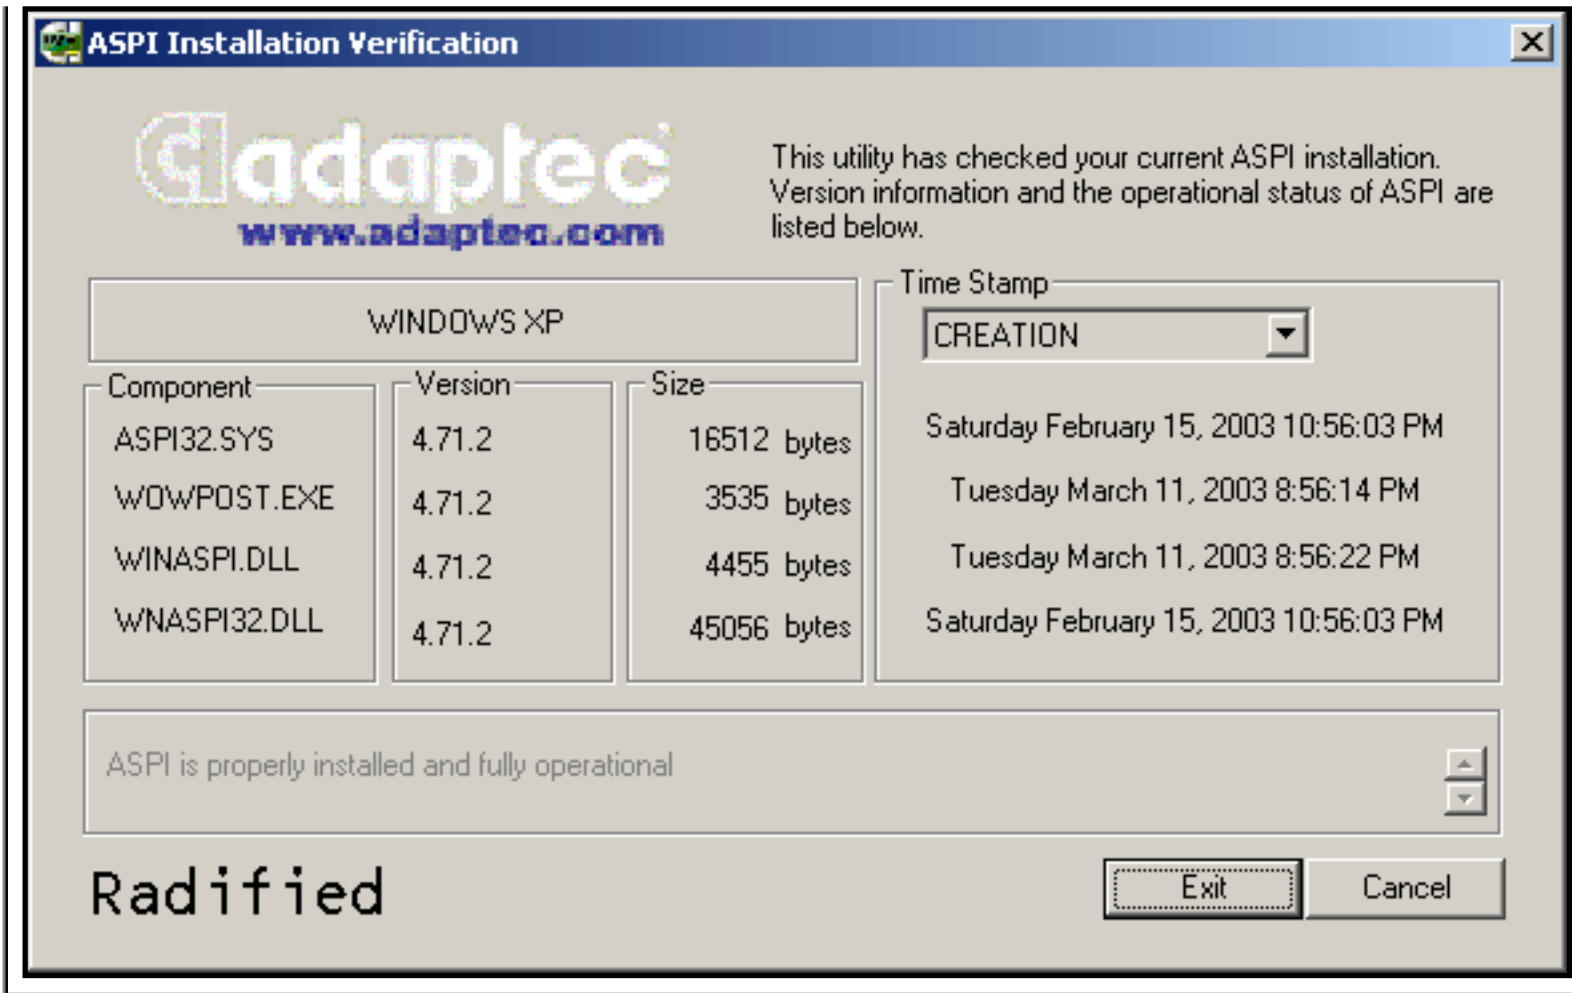 ASPI Installation Verification
adaptec
www.adaptec.com
This utility has checked your current ASPI installation.
Version information and the operational status of ASPI are
listed below.
WINDOWS XP
Time Stamp
CREATION
Component Version Size
ASPI32.SYS 4.71.2 16512 bytes Saturday February 15, 2003 10:56:03 PM
WOWPOST.EXE 4.71.2 3535 bytes Tuesday March 11, 2003 8:56:14 PM
WINASPI.DLL 4.71.2 4455 bytes Tuesday March 11, 2003 8:56:22 PM
WNASPI32.DLL 4.71.2 45056 bytes Saturday February 15, 2003 10:56:03 PM
ASPI is properly installed and fully operational
Radified
Exit Cancel